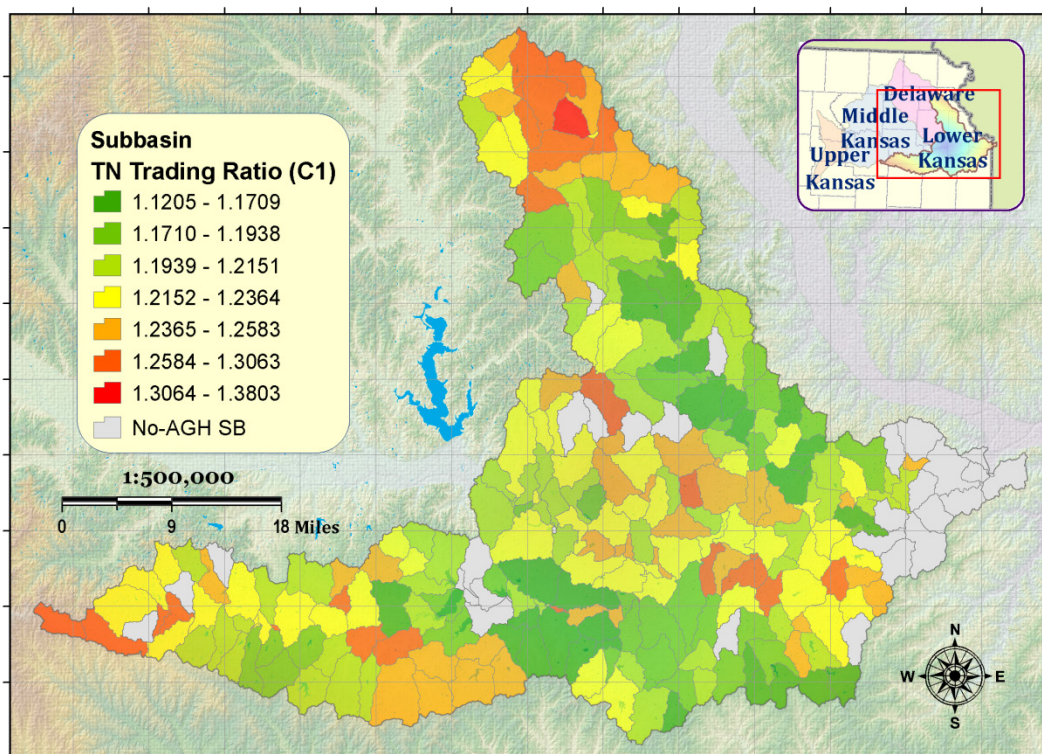 Subbasin
TN Trading Ratio (C1)
1.1205 - 1.1709
1.1710 - 1.1938
1.1939 - 1.2151
1.2152 - 1.2364
1.2365 - 1.2583
1.2584 - 1.3063
1.3064 - 1.3803
No-AGH SB
1:500,000
0 9 18 Miles
Delaware
Middle
Kansas
Lower
Kansas
Upper
Kansas
N
W E
S